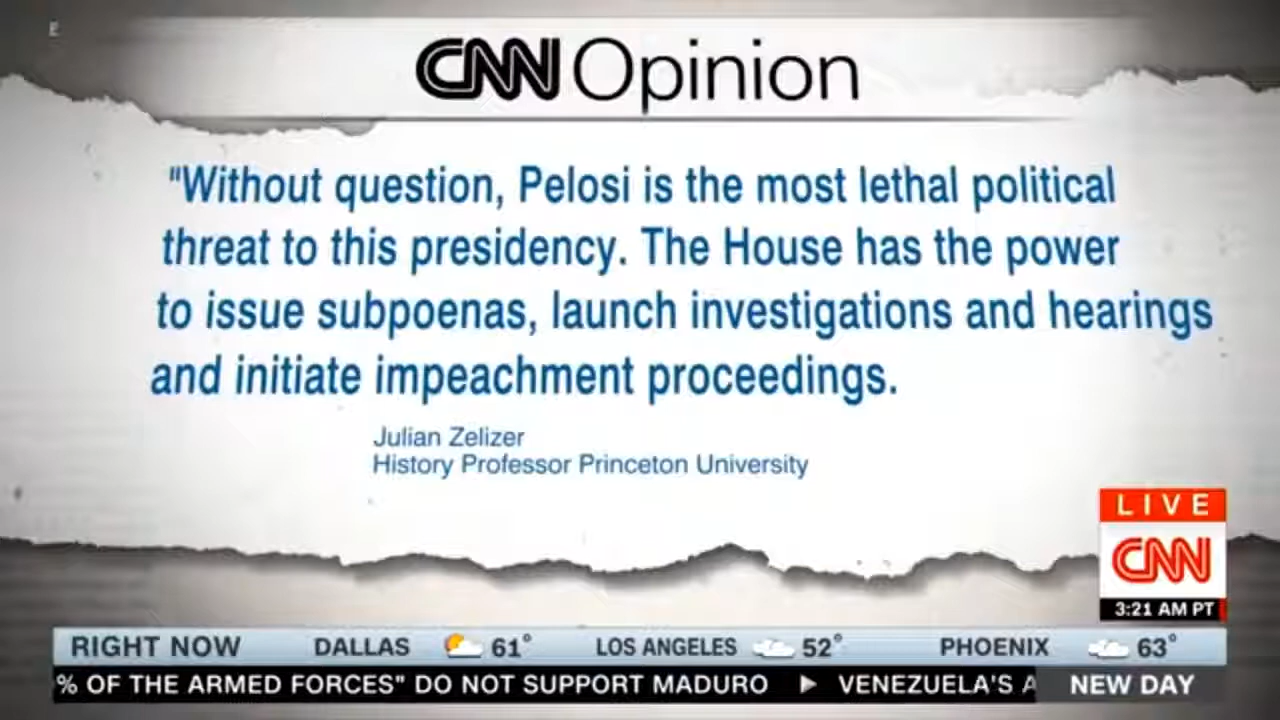 CNN Opinion
"Without question, Pelosi is the most lethal political
threat to this presidency. The House has the power
to issue subpoenas, launch investigations and hearings
and initiate impeachment proceedings.
Julian Zelizer
History Professor Princeton University
LIVE
CNN
3:21 AM PT
RIGHT NOW DALLAS 61° LOS ANGELES 52° PHOENIX 63°
% OF THE ARMED FORCES" DO NOT SUPPORT MADURO ▶ VENEZUELA'S A NEW DAY